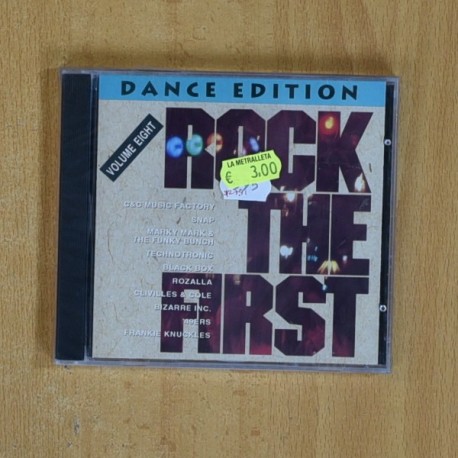 DANCE EDITION
VOLUME EIGHT
ROCK
THE
FIRST
LA METRALLETA
€ 3,00
C&C MUSIC FACTORY
SNAP
MARKY MARK &
THE FUNKY BUNCH
TECHNOTRONIC
BLACK BOX
ROZALLA
CLIVILLES & COLE
BIZARRE INC.
FRANKIE KNUCKLES